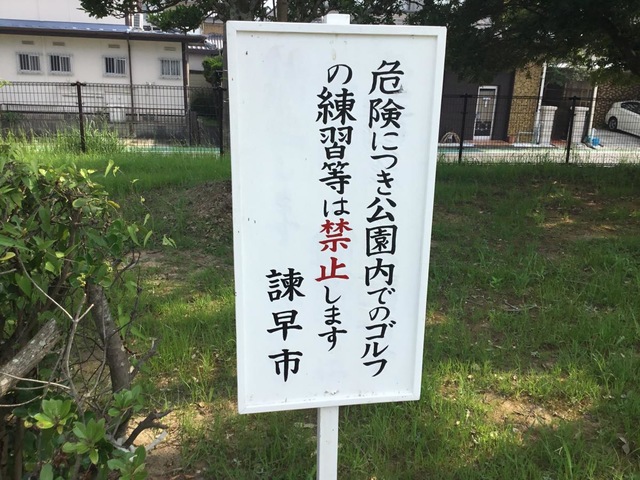 危険につき公園内でのゴルフ
の練習等は禁止します
諫早市